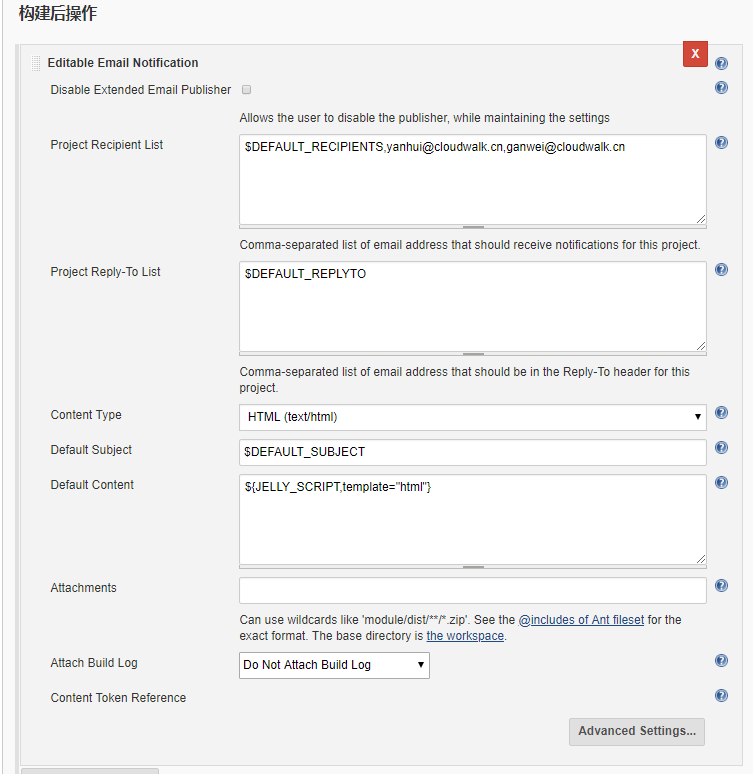 构建后操作
X
Editable Email Notification
?
Disable Extended Email Publisher
?
Allows the user to disable the publisher, while maintaining the settings
Project Recipient List
$DEFAULT_RECIPIENTS,yanhui@cloudwalk.cn,ganwei@cloudwalk.cn
?
Comma-separated list of email address that should receive notifications for this project.
Project Reply-To List
$DEFAULT_REPLYTO
?
Comma-separated list of email address that should be in the Reply-To header for this
project.
Content Type
HTML (text/html)
?
Default Subject
$DEFAULT_SUBJECT
?
Default Content
${JELLY_SCRIPT,template="html"}
?
Attachments
?
Can use wildcards like 'module/dist/**/*.zip'. See the @includes of Ant fileset for the
exact format. The base directory is the workspace.
Attach Build Log
Do Not Attach Build Log
?
Content Token Reference
?
Advanced Settings...